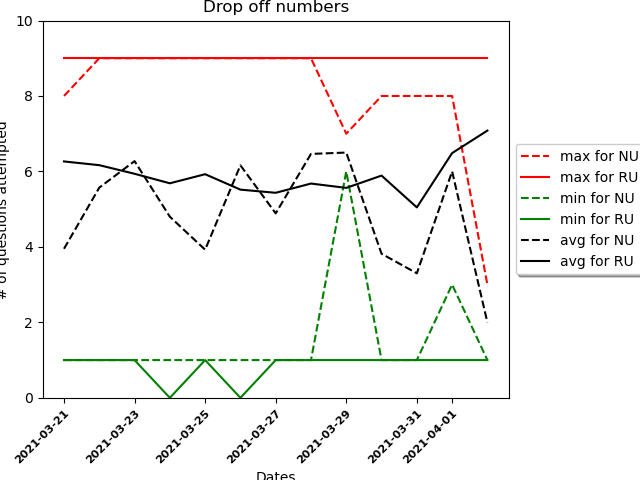 Drop off numbers
10
8
6
4
2
0
# of questions attempted
2021-03-21
2021-03-23
2021-03-25
2021-03-27
2021-03-29
2021-03-31
2021-04-01
Dates
max for NU
max for RU
min for NU
min for RU
avg for NU
avg for RU